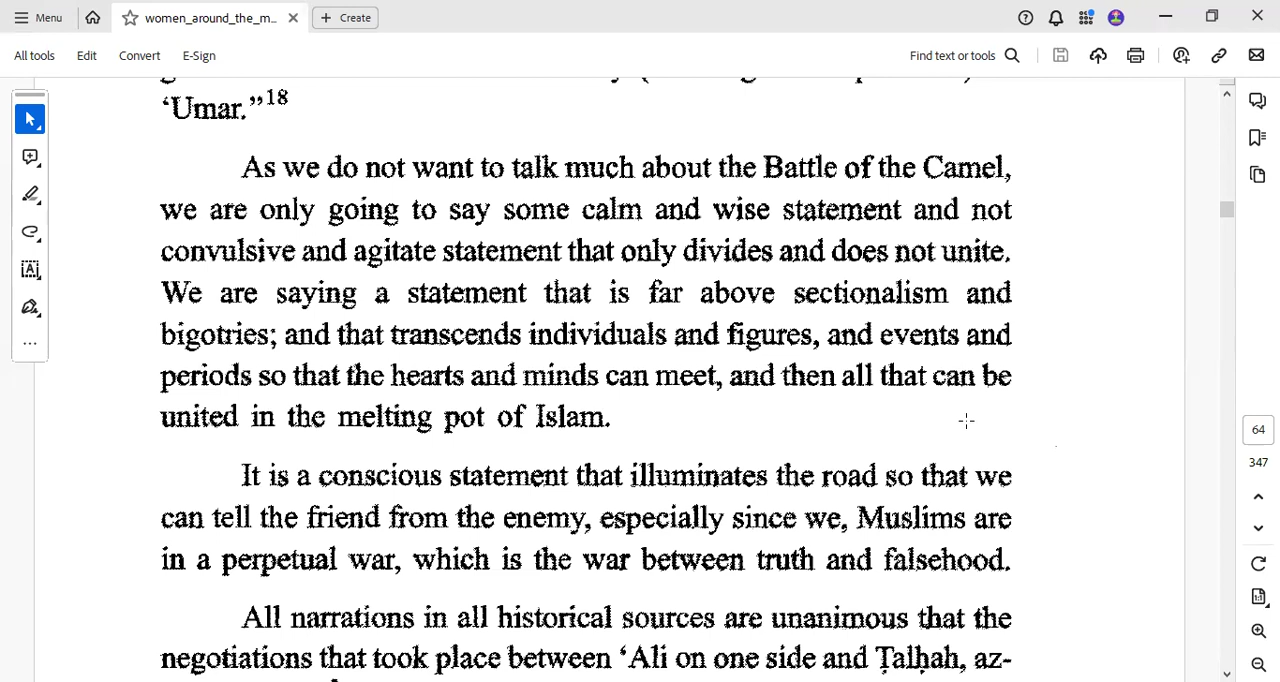 Menu
women_around_the_m...
Create
All tools Edit Convert E-Sign
Find text or tools
‘Umar.”18
As we do not want to talk much about the Battle of the Camel,
we are only going to say some calm and wise statement and not
convulsive and agitate statement that only divides and does not unite.
We are saying a statement that is far above sectionalism and
bigotries; and that transcends individuals and figures, and events and
periods so that the hearts and minds can meet, and then all that can be
united in the melting pot of Islam.
It is a conscious statement that illuminates the road so that we
can tell the friend from the enemy, especially since we, Muslims are
in a perpetual war, which is the war between truth and falsehood.
All narrations in all historical sources are unanimous that the
negotiations that took place between ‘Ali on one side and Ṭalḥah, az-
64
347